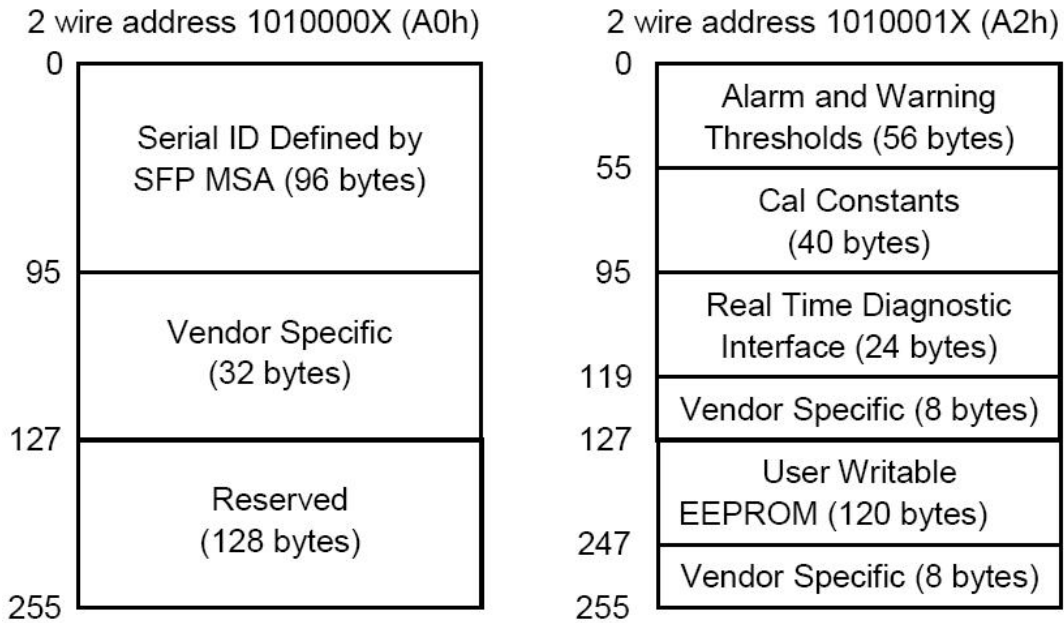 2 wire address 1010000X (A0h)
0
Serial ID Defined by
SFP MSA (96 bytes)
95
Vendor Specific
(32 bytes)
127
Reserved
(128 bytes)
255
2 wire address 1010001X (A2h)
0
Alarm and Warning
Thresholds (56 bytes)
55
Cal Constants
(40 bytes)
95
Real Time Diagnostic
Interface (24 bytes)
119
Vendor Specific (8 bytes)
127
User Writable
EEPROM (120 bytes)
247
Vendor Specific (8 bytes)
255